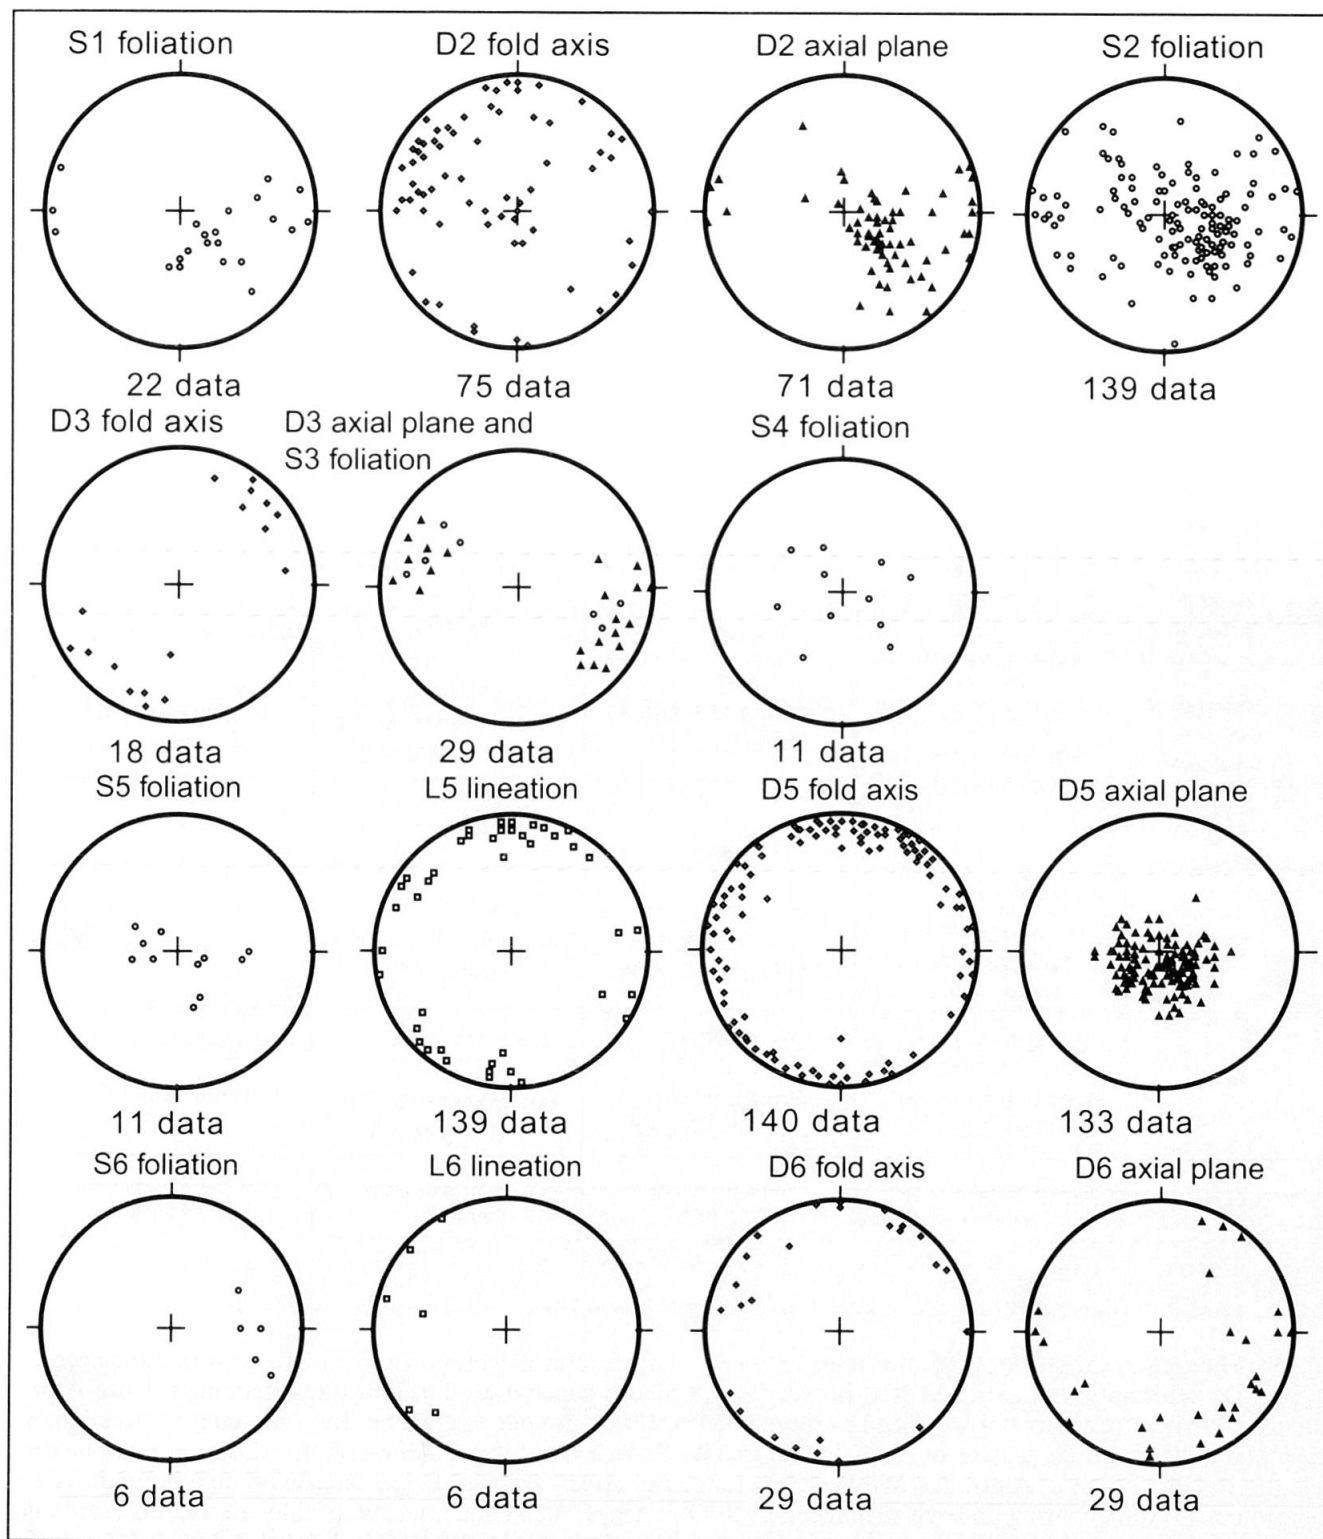 S1 foliation
D2 fold axis
D2 axial plane
S2 foliation
22 data
75 data
71 data
139 data
D3 fold axis
D3 axial plane and
S3 foliation
S4 foliation
18 data
29 data
11 data
S5 foliation
L5 lineation
D5 fold axis
D5 axial plane
11 data
139 data
140 data
133 data
S6 foliation
L6 lineation
D6 fold axis
D6 axial plane
6 data
6 data
29 data
29 data